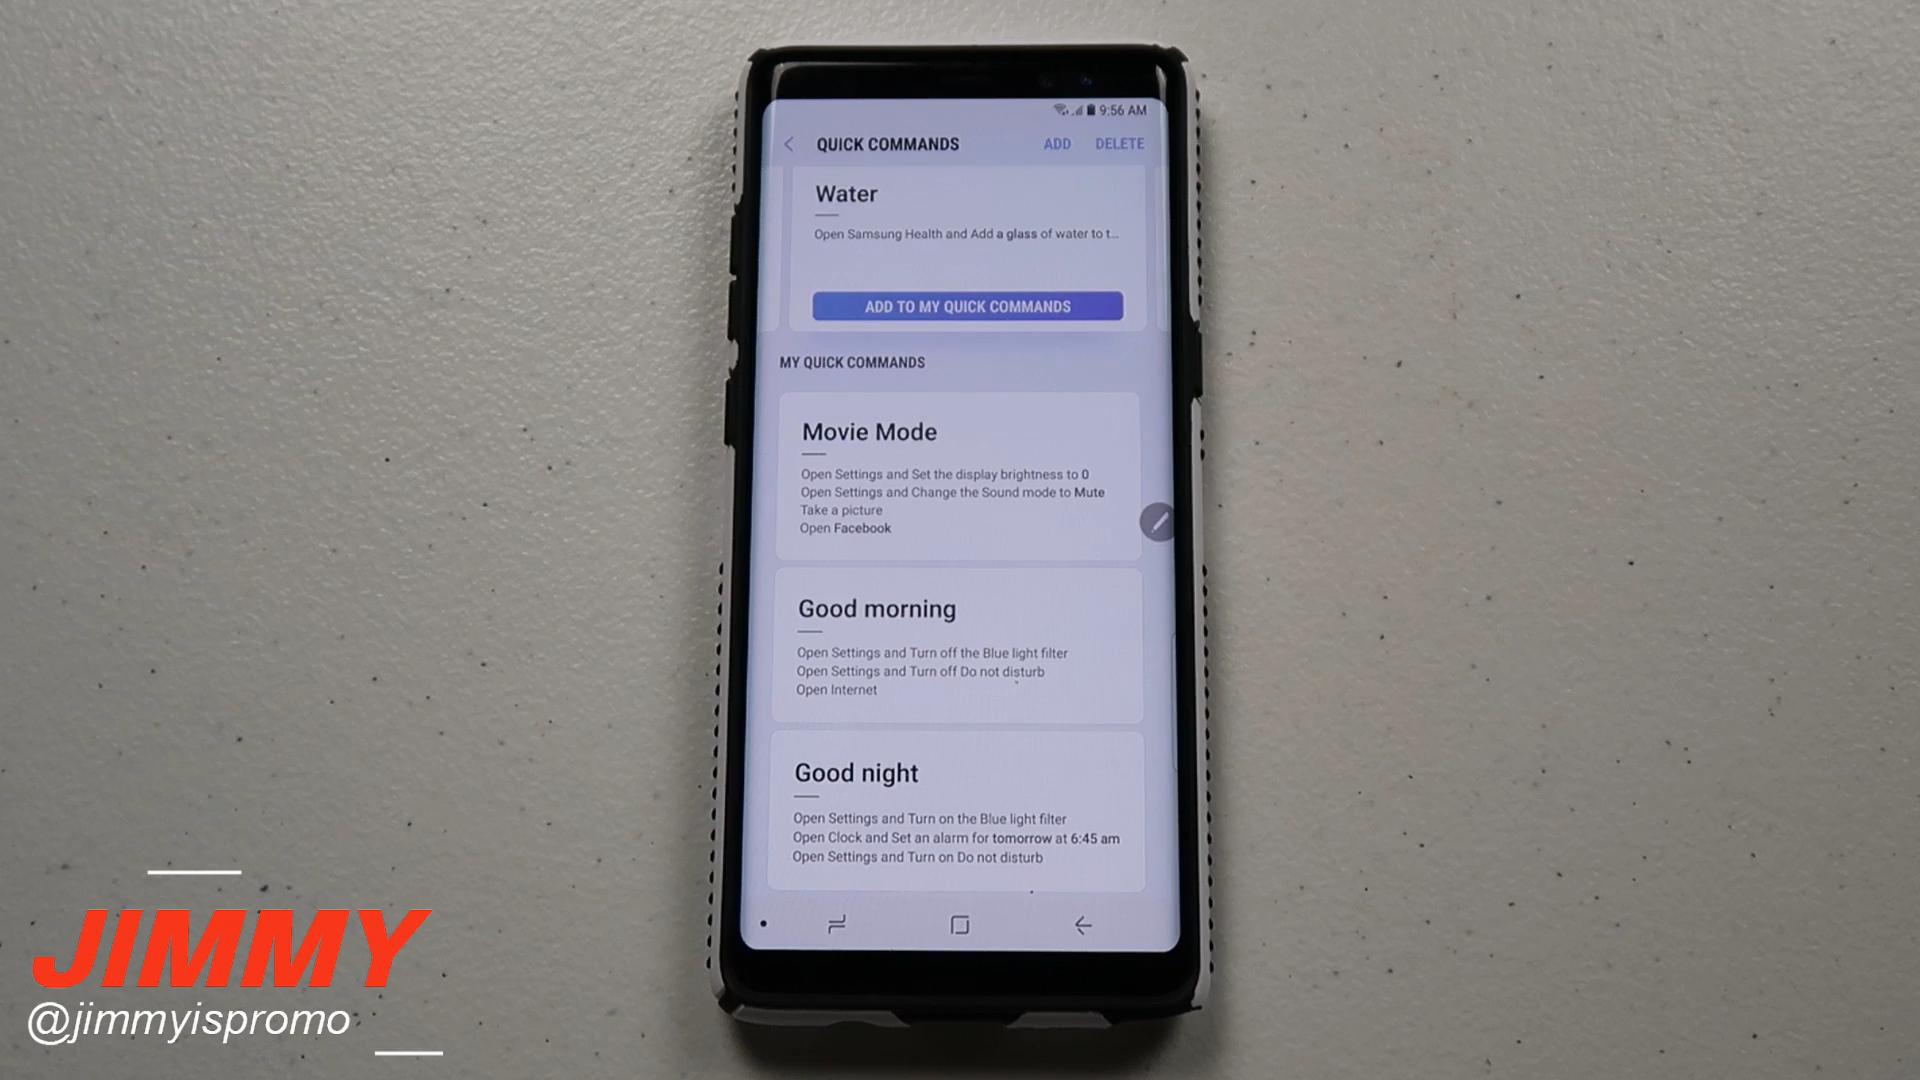 9:56 AM
QUICK COMMANDS ADD DELETE
Water
Open Samsung Health and Add a glass of water to t...
ADD TO MY QUICK COMMANDS
MY QUICK COMMANDS
Movie Mode
Open Settings and Set the display brightness to 0
Open Settings and Change the Sound mode to Mute
Take a picture
Open Facebook
Good morning
Open Settings and Turn off the Blue light filter
Open Settings and Turn off Do not disturb
Open Internet
Good night
Open Settings and Turn on the Blue light filter
Open Clock and Set an alarm for tomorrow at 6:45 am
Open Settings and Turn on Do not disturb
JIMMY
@jimmyispromo